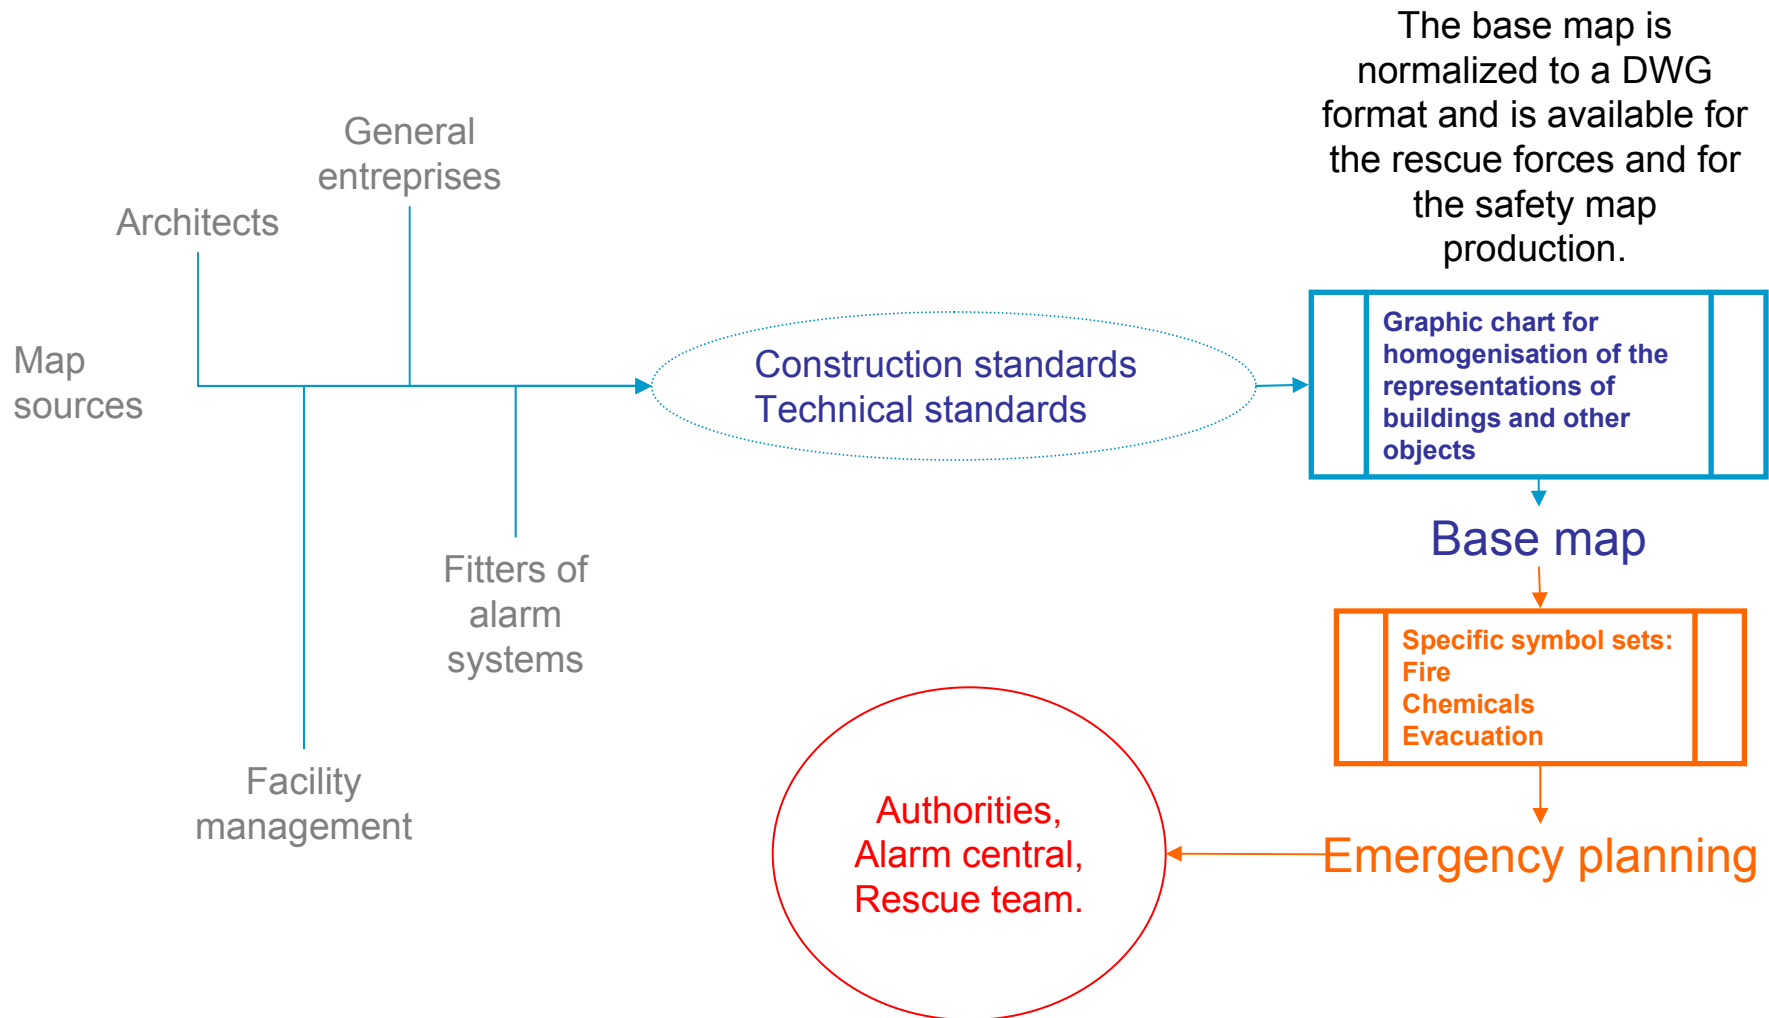 The base map is
normalized to a DWG
format and is available for
the rescue forces and for
the safety map
production.
General
entreprises
Architects
Map
sources
Construction standards
Technical standards
Graphic chart for
homogenisation of the
representations of
buildings and other
objects
Base map
Fitters of
alarm
systems
Specific symbol sets:
Fire
Chemicals
Evacuation
Facility
management
Authorities,
Alarm central,
Rescue team.
Emergency planning